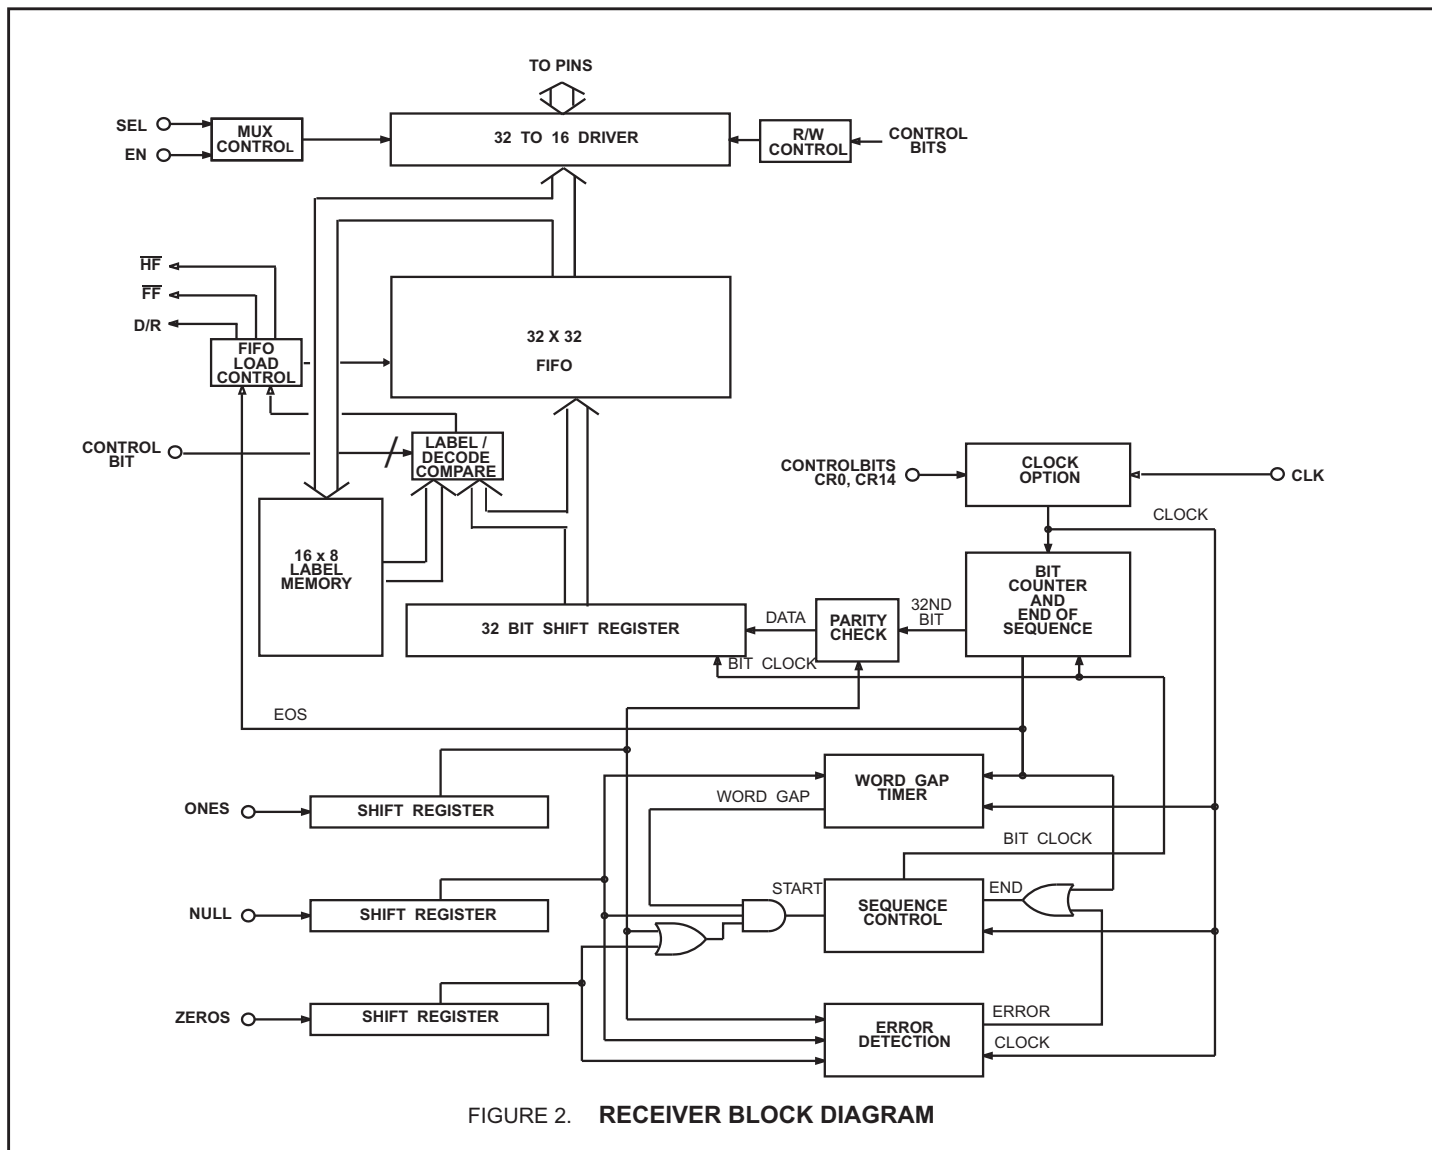 TO PINS
SEL
EN
MUX
CONTROL
32 TO 16 DRIVER
R/W
CONTROL
CONTROL
BITS
HF
FF
D/R
FIFO
LOAD
CONTROL
32 X 32
FIFO
CONTROL
BIT
LABEL /
DECODE
COMPARE
CONTROLBITS
CR0, CR14
CLOCK
OPTION
CLK
CLOCK
16 x 8
LABEL
MEMORY
BIT
COUNTER
AND
END OF
SEQUENCE
32 BIT SHIFT REGISTER
DATA
PARITY
CHECK
32ND
BIT
BIT CLOCK
EOS
ONES
SHIFT REGISTER
WORD GAP
WORD GAP
TIMER
BIT CLOCK
NULL
SHIFT REGISTER
START
SEQUENCE
CONTROL
END
ZEROS
SHIFT REGISTER
ERROR
DETECTION
ERROR
CLOCK
FIGURE 2. RECEIVER BLOCK DIAGRAM